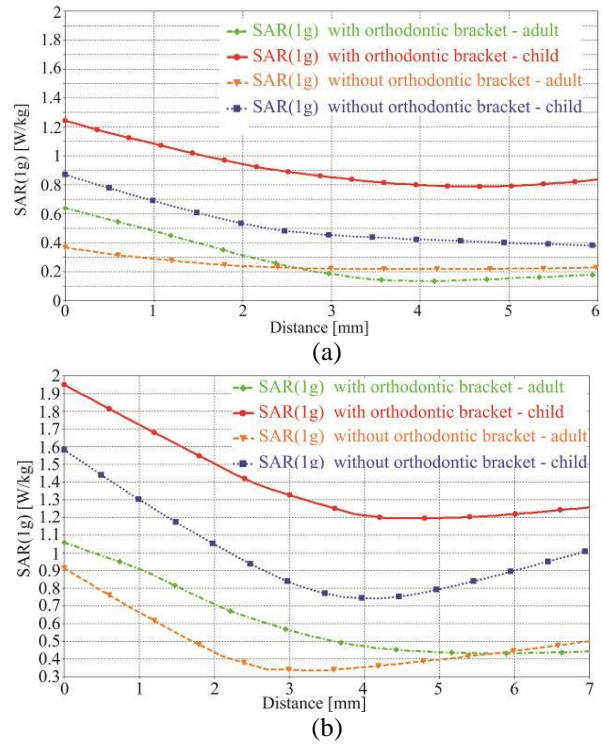 2
1.8
1.6
1.4
1.2
1
0.8
0.6
0.4
0.2
0
SAR(1g) [W/kg]
SAR(1g) with orthodontic bracket - adult
SAR(1g) with orthodontic bracket - child
SAR(1g) without orthodontic bracket - adult
SAR(1g) without orthodontic bracket - child
0 1 2 3 4 5 6
Distance [mm]
(a)
2
1.9
1.8
1.7
1.6
1.5
1.4
1.3
1.2
1.1
1
0.9
0.8
0.7
0.6
0.5
0.4
0.3
SAR(1g) [W/kg]
SAR(1g) with orthodontic bracket - adult
SAR(1g) with orthodontic bracket - child
SAR(1g) without orthodontic bracket - adult
SAR(1g) without orthodontic bracket - child
0 1 2 3 4 5 6 7
Distance [mm]
(b)